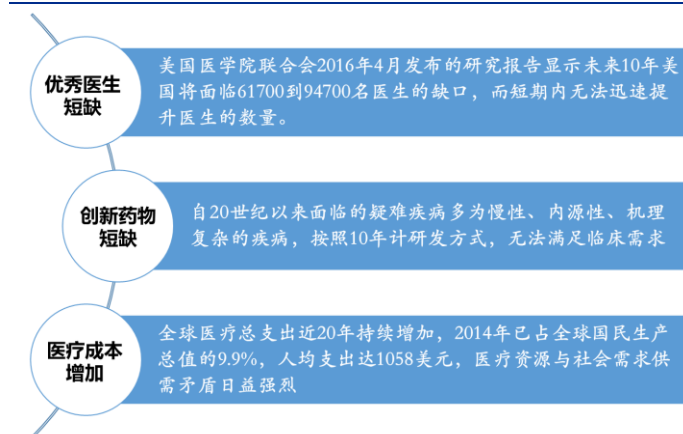 优秀医生
短缺
美国医学院联合会2016年4月发布的研究报告显示未来10年美
国将面临61700到94700名医生的缺口，而短期内无法迅速提
升医生的数量。
创新药物
短缺
自20世纪以来面临的疑难疾病多为慢性、内源性、机理
复杂的疾病，按照10年计研发方式，无法满足临床需求
医疗成本
增加
全球医疗总支出近20年持续增加，2014年已占全球国民生产
总值的9.9%，人均支出达1058美元，医疗资源与社会需求供
需矛盾日益强烈